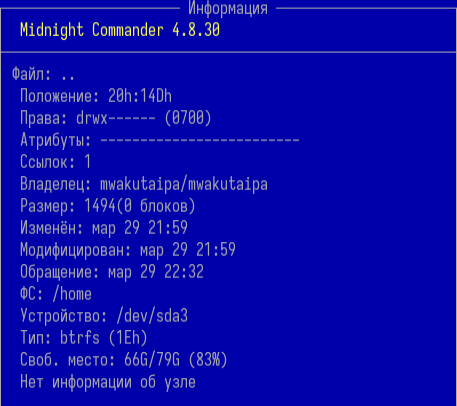 Информация
Midnight Commander 4.8.30
Файл: ..
Положение: 20h:14Dh
Права: drwx------ (0700)
Атрибуты: -------------------------
Ссылок: 1
Владелец: mwakutaipa/mwakutaipa
Размер: 1494(0 блоков)
Изменён: мар 29 21:59
Модифицирован: мар 29 21:59
Обращение: мар 29 22:32
ФС: /home
Устройство: /dev/sda3
Тип: btrfs (1Eh)
Своб. место: 66G/79G (83%)
Нет информации об узле